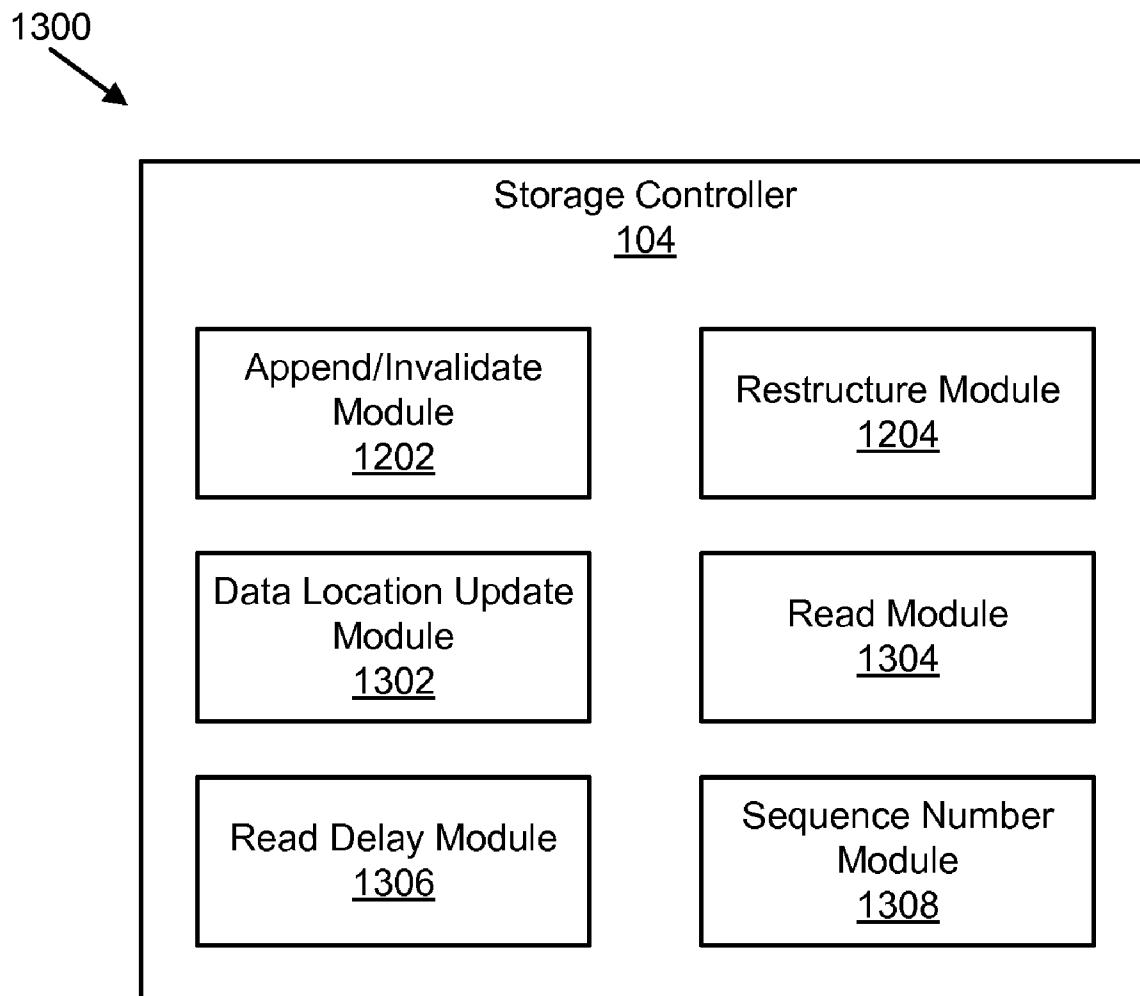 1300
Storage Controller
104
Append/Invalidate
Module
1202
Restructure Module
1204
Data Location Update
Module
1302
Read Module
1304
Read Delay Module
1306
Sequence Number
Module
1308